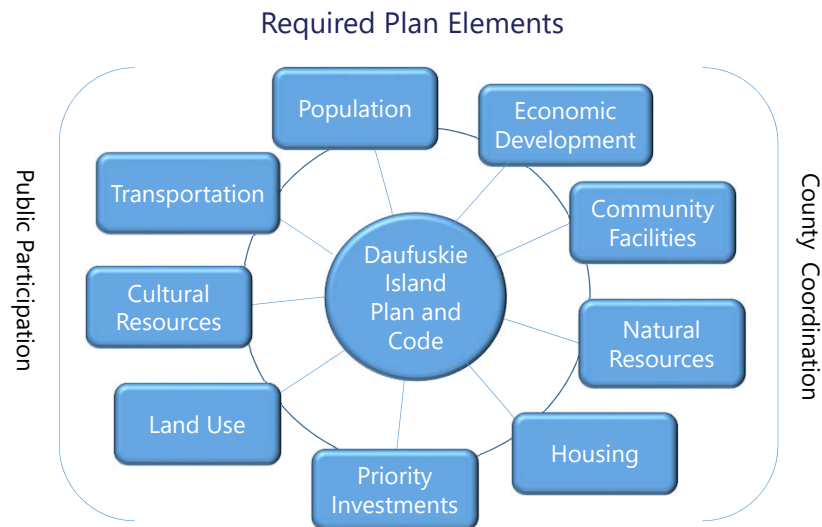 Required Plan Elements
Population
Economic
Development
Transportation
Community
Facilities
Public Participation
Daufuskie
Island
Plan and
Code
County Coordination
Cultural
Resources
Natural
Resources
Land Use
Housing
Priority
Investments